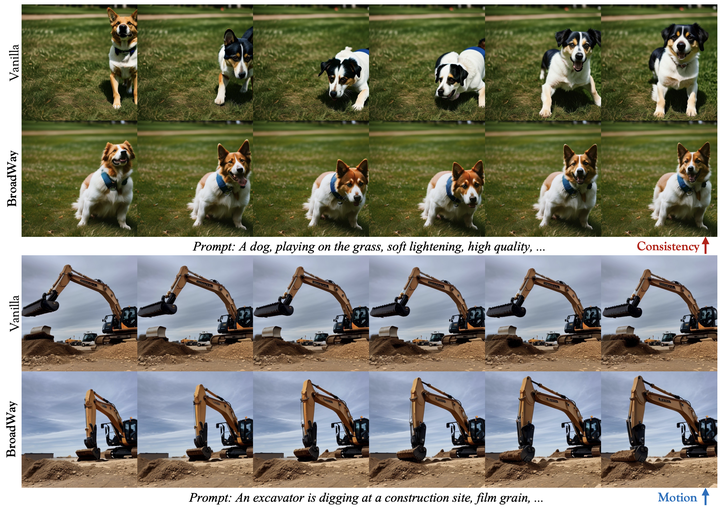 Vanilla
BroadWay
Prompt: A dog, playing on the grass, soft lightening, high quality, ...
Consistency
Vanilla
BroadWay
Prompt: An excavator is digging at a construction site, film grain, ...
Motion